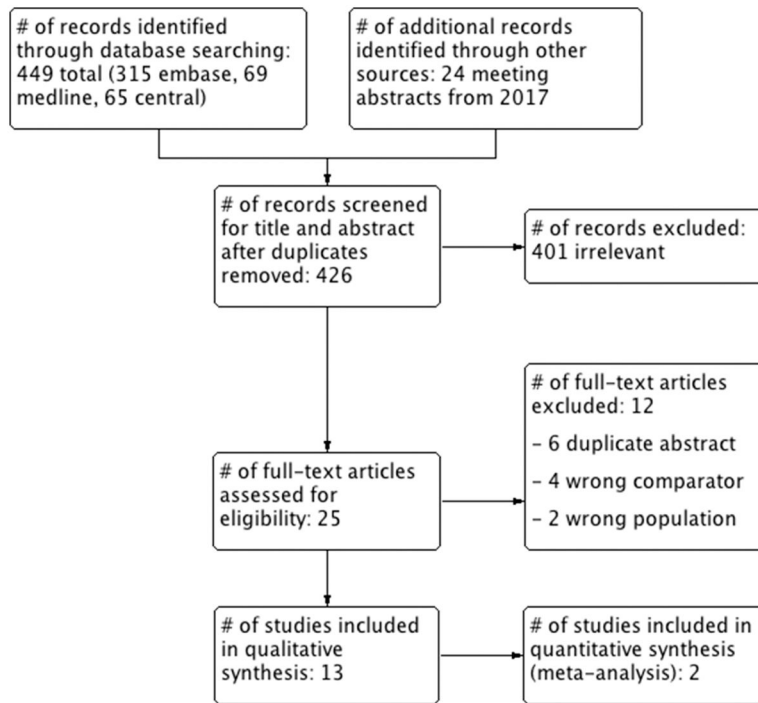 # of records identified
through database searching:
449 total (315 embase, 69
medline, 65 central)
# of additional records
identified through other
sources: 24 meeting
abstracts from 2017
# of records screened
for title and abstract
after duplicates
removed: 426
# of records excluded:
401 irrelevant
# of full-text articles
assessed for
eligibility: 25
# of full-text articles
excluded: 12
- 6 duplicate abstract
- 4 wrong comparator
- 2 wrong population
# of studies included
in qualitative
synthesis: 13
# of studies included in
quantitative synthesis
(meta-analysis): 2